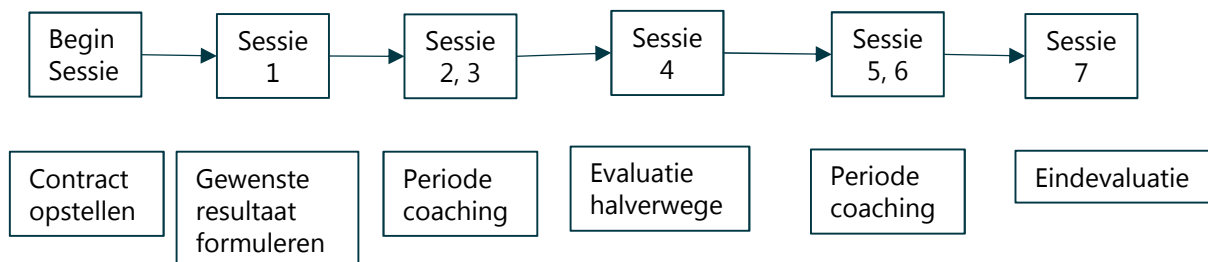 Begin
Sessie
Sessie
1
Sessie
2, 3
Sessie
4
Sessie
5, 6
Sessie
7
Contract
opstellen
Gewenste
resultaat
formuleren
Periode
coaching
Evaluatie
halverwege
Periode
coaching
Eindevaluatie